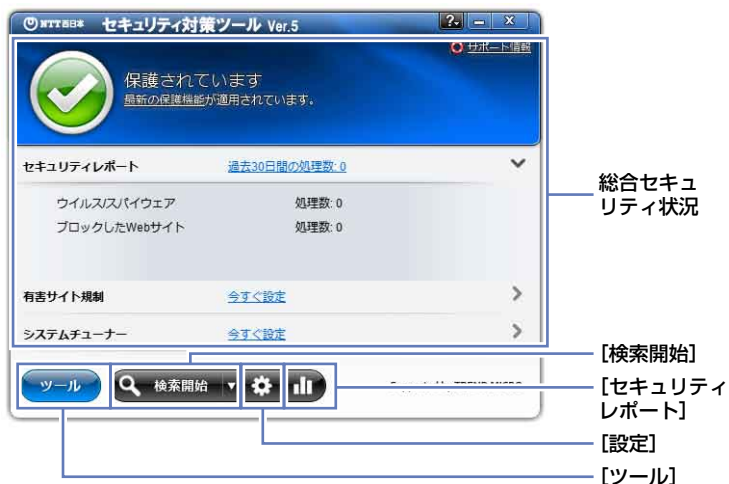 NTT西日本 セキュリティ対策ツール Ver.5
サポート情報
保護されています
最新の保護機能が適用されています。
セキュリティレポート 過去30日間の処理数: 0
ウイルス/スパイウェア 処理数: 0
ブロックしたWebサイト 処理数: 0
有害サイト規制 今すぐ設定
システムチューナー 今すぐ設定
ツール 検索開始
総合セキュ
リティ状況
[検索開始]
[セキュリティ
レポート]
[設定]
[ツール]